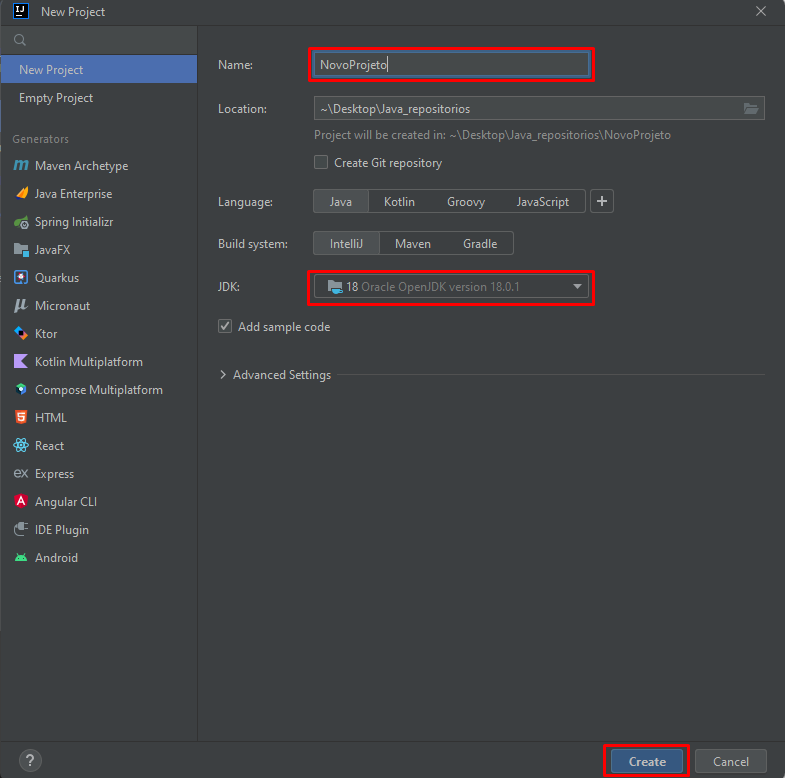 New Project
New Project
Empty Project
Generators
Maven Archetype
Java Enterprise
Spring Initializr
JavaFX
Quarkus
Micronaut
Ktor
Kotlin Multiplatform
Compose Multiplatform
HTML
React
ex Express
Angular CLI
IDE Plugin
Android
Name: NovoProjeto
Location: ~\Desktop\Java_repositorios
Project will be created in: ~\Desktop\Java_repositorios\NovoProjeto
Create Git repository
Language: Java Kotlin Groovy JavaScript +
Build system: IntelliJ Maven Gradle
JDK: 18 Oracle OpenJDK version 18.0.1
Add sample code
Advanced Settings
? Create Cancel